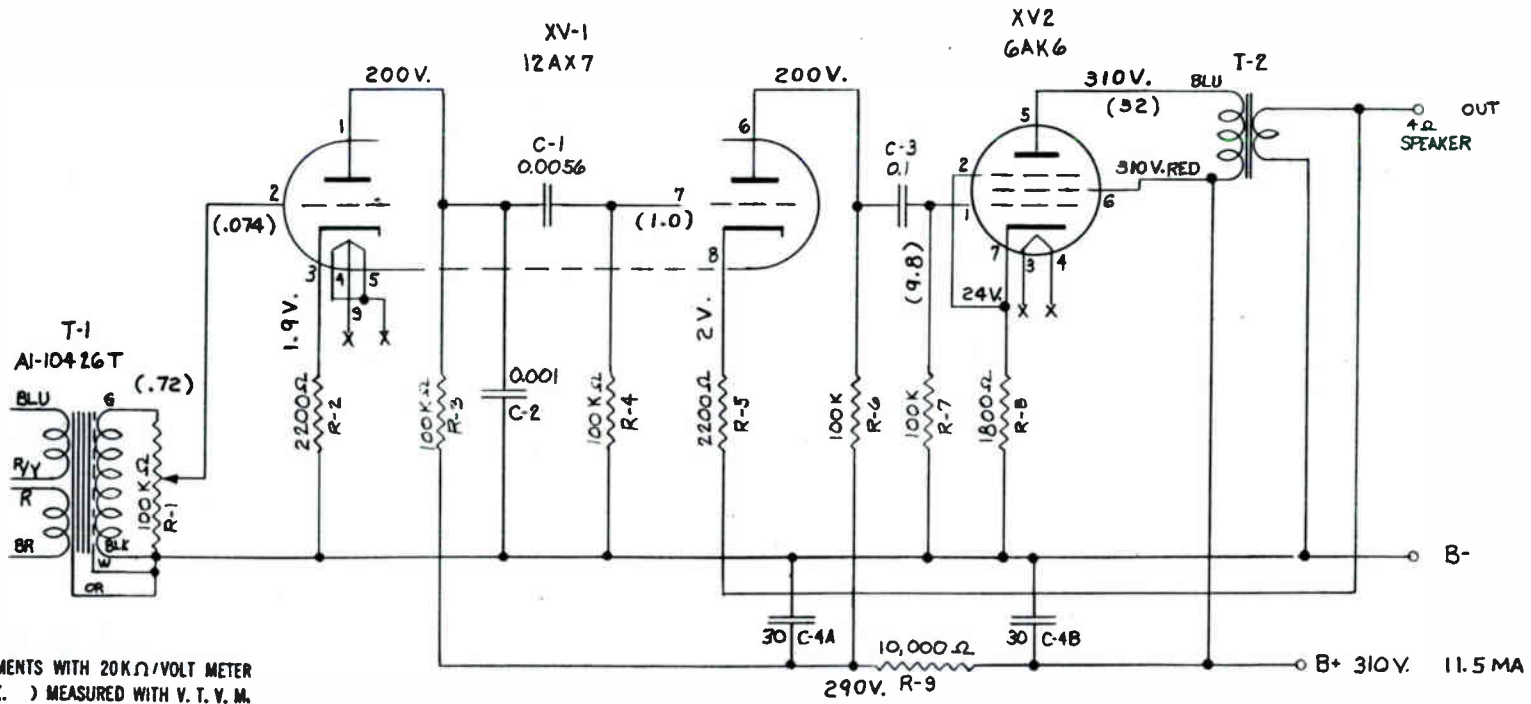 XV-1
12AX7
XV2
6AK6
200V.
200V.
310V.
(32)
BLU
T-2
OUT
4Ω
SPEAKER
1
6
5
C-1
0.0056
C-3
0.1
310V. RED
2
(.074)
7
(1.0)
2
1
6
3
4
5
9
8
7
3
4
24V.
X
X
X
X
1.9V.
2V.
(9.8)
T-1
A1-10426T
(.72)
BLU
R/Y
R
BR
G
BLK
W
OR
100KΩ
R-1
2200Ω
R-2
100KΩ
R-3
0.001
C-2
100KΩ
R-4
2200Ω
R-5
100K
R-6
100K
R-7
1800Ω
R-8
B-
30 C-4A
30 C-4B
10,000Ω
R-9
290V.
B+ 310V. 11.5 MA
MENTS WITH 20KΩ/VOLT METER
) MEASURED WITH V.T.V.M.